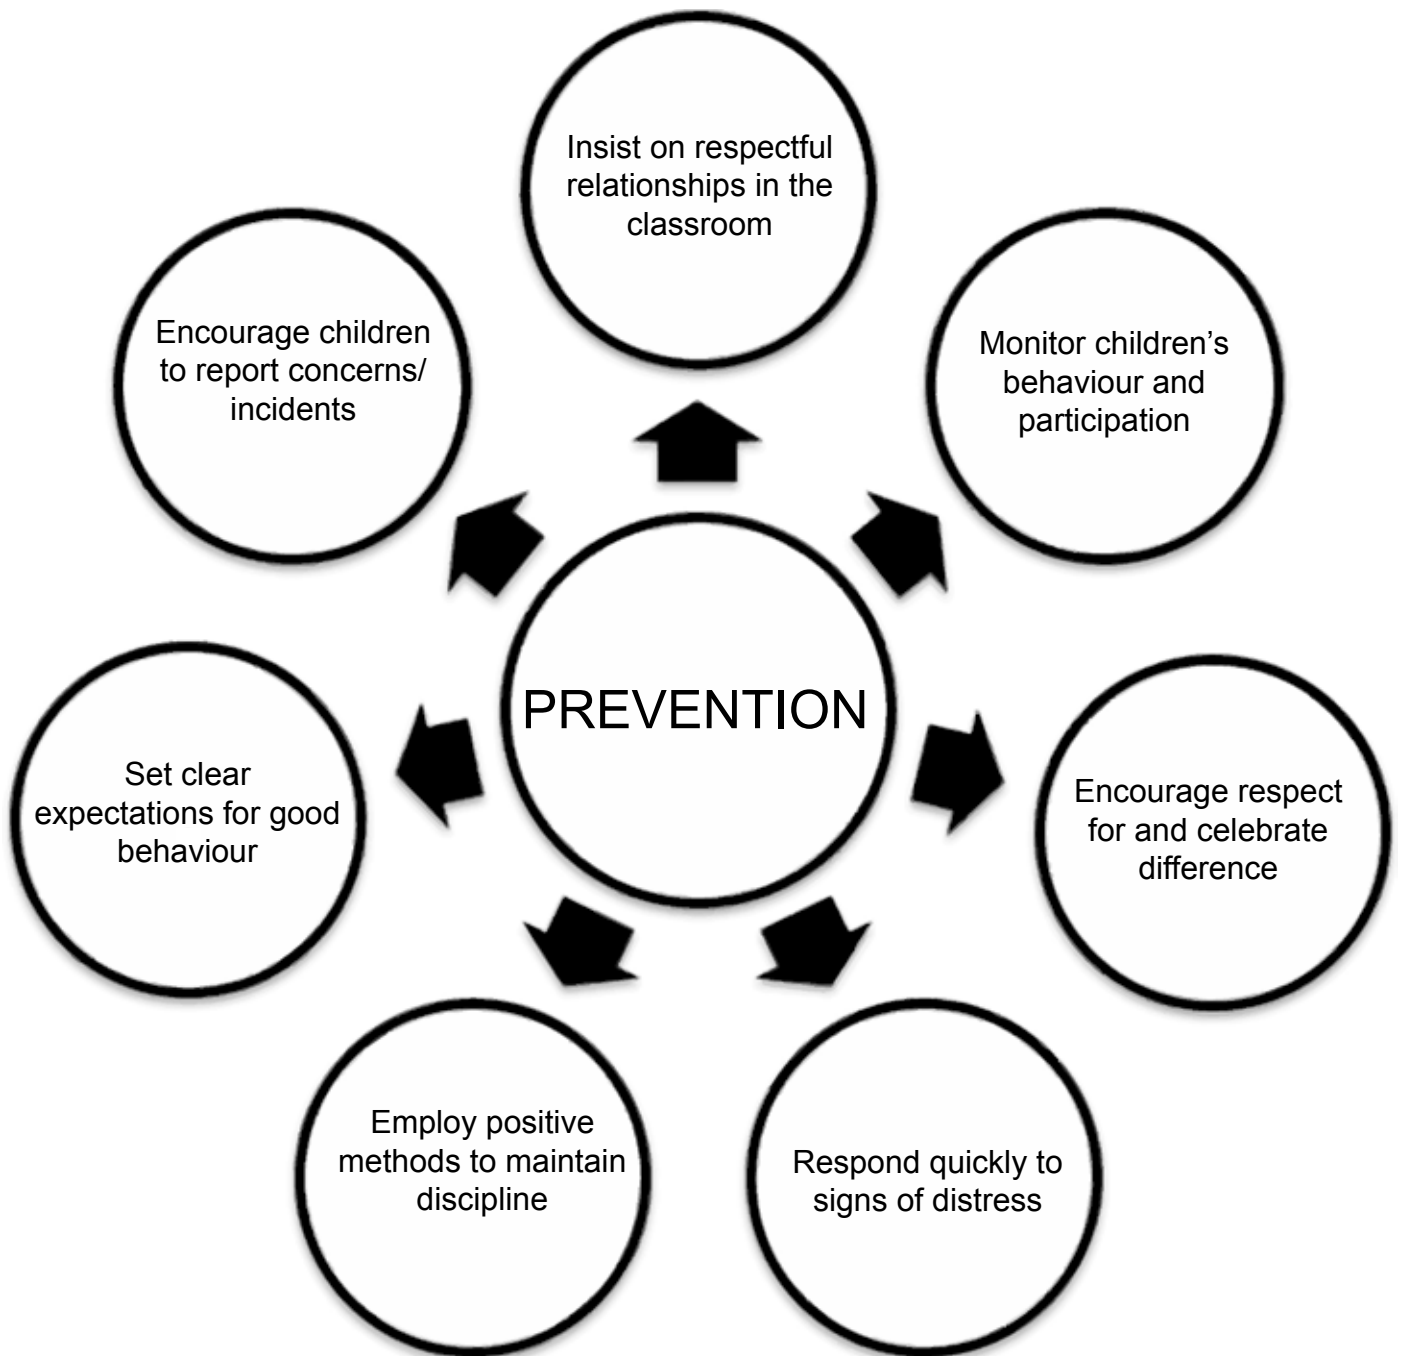 Insist on respectful
relationships in the
classroom
Encourage children
to report concerns/
incidents
Monitor children’s
behaviour and
participation
PREVENTION
Set clear
expectations for good
behaviour
Encourage respect
for and celebrate
difference
Employ positive
methods to maintain
discipline
Respond quickly to
signs of distress